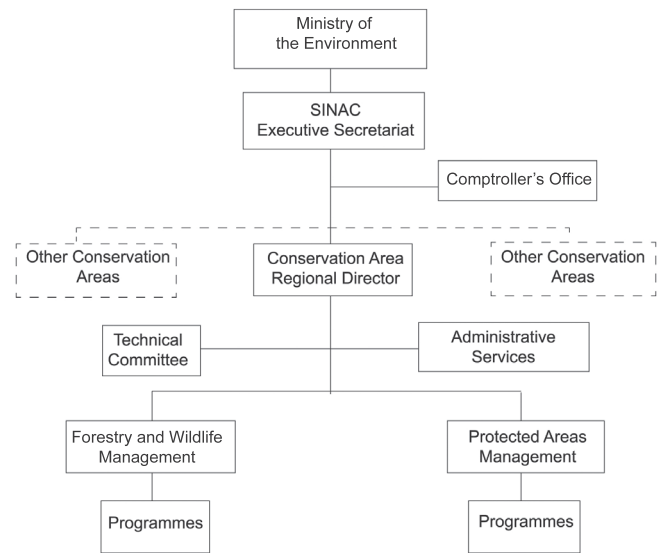 Ministry of
the Environment
SINAC
Executive Secretariat
Comptroller's Office
Other Conservation
Areas
Conservation Area
Regional Director
Other Conservation
Areas
Technical
Committee
Administrative
Services
Forestry and Wildlife
Management
Protected Areas
Management
Programmes
Programmes